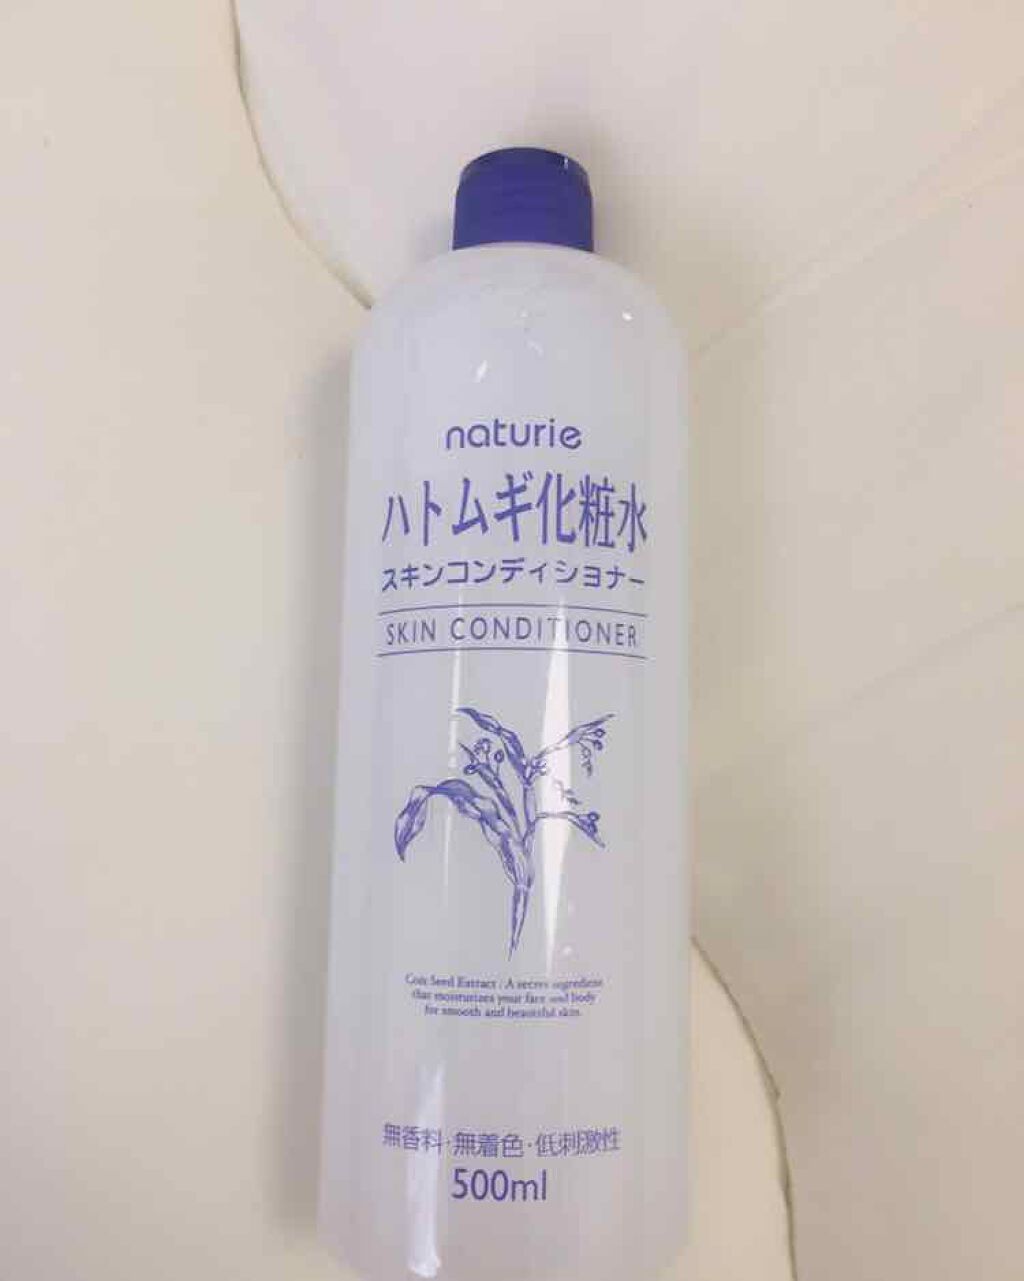 naturie
ハトムギ化粧水
スキンコンディショナー
SKIN CONDITIONER
Coix Seed Extract : A secret ingredient
that moisturizes your face and body
for smooth and beautiful skin.
無香料・無着色・低刺激性
500ml